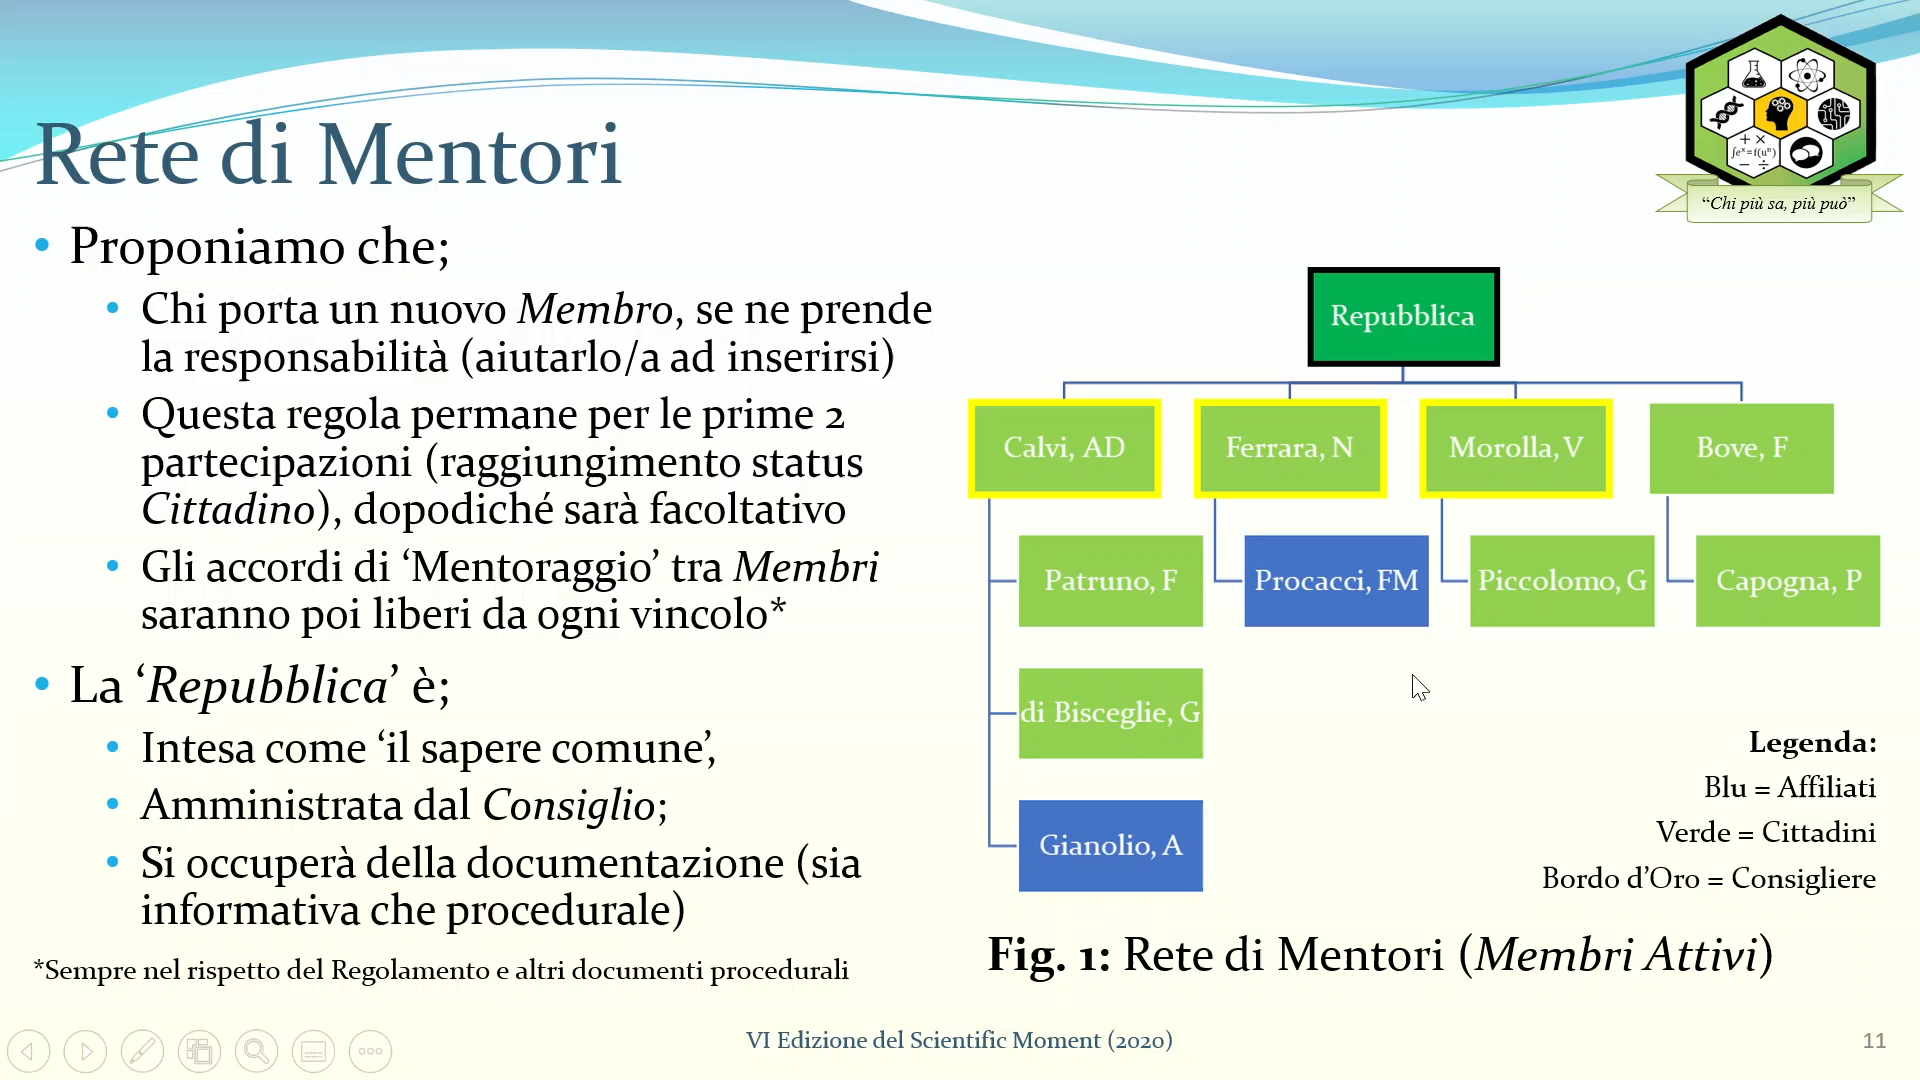 Rete di Mentori
“Chi più sa, più può”
• Proponiamo che;
• Chi porta un nuovo Membro, se ne prende
la responsabilità (aiutarlo/a ad inserirsi)
• Questa regola permane per le prime 2
partecipazioni (raggiungimento status
Cittadino), dopodiché sarà facoltativo
• Gli accordi di ‘Mentoraggio’ tra Membri
saranno poi liberi da ogni vincolo*
• La ‘Repubblica’ è;
• Intesa come ‘il sapere comune’,
• Amministrata dal Consiglio;
• Si occuperà della documentazione (sia
informativa che procedurale)
*Sempre nel rispetto del Regolamento e altri documenti procedurali
Repubblica
Calvi, AD
Ferrara, N
Morolla, V
Bove, F
Patruno, F
Procacci, FM
Piccolomo, G
Capogna, P
di Bisceglie, G
Gianolio, A
Legenda:
Blu = Affiliati
Verde = Cittadini
Bordo d’Oro = Consigliere
Fig. 1: Rete di Mentori (Membri Attivi)
VI Edizione del Scientific Moment (2020)
11